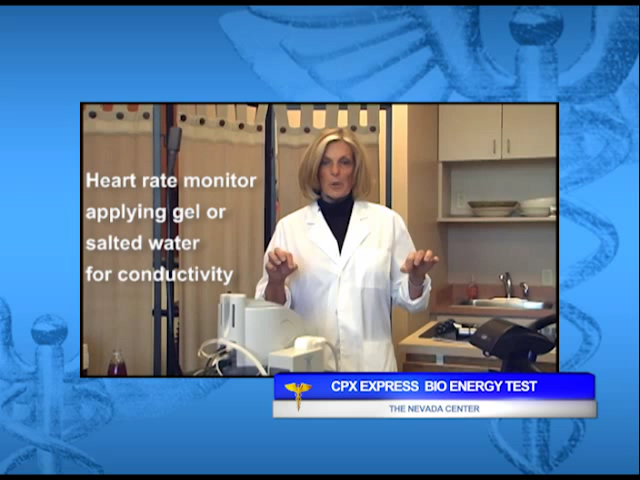 Heart rate monitor
applying gel or
salted water
for conductivity
CPX EXPRESS BIO ENERGY TEST
THE NEVADA CENTER